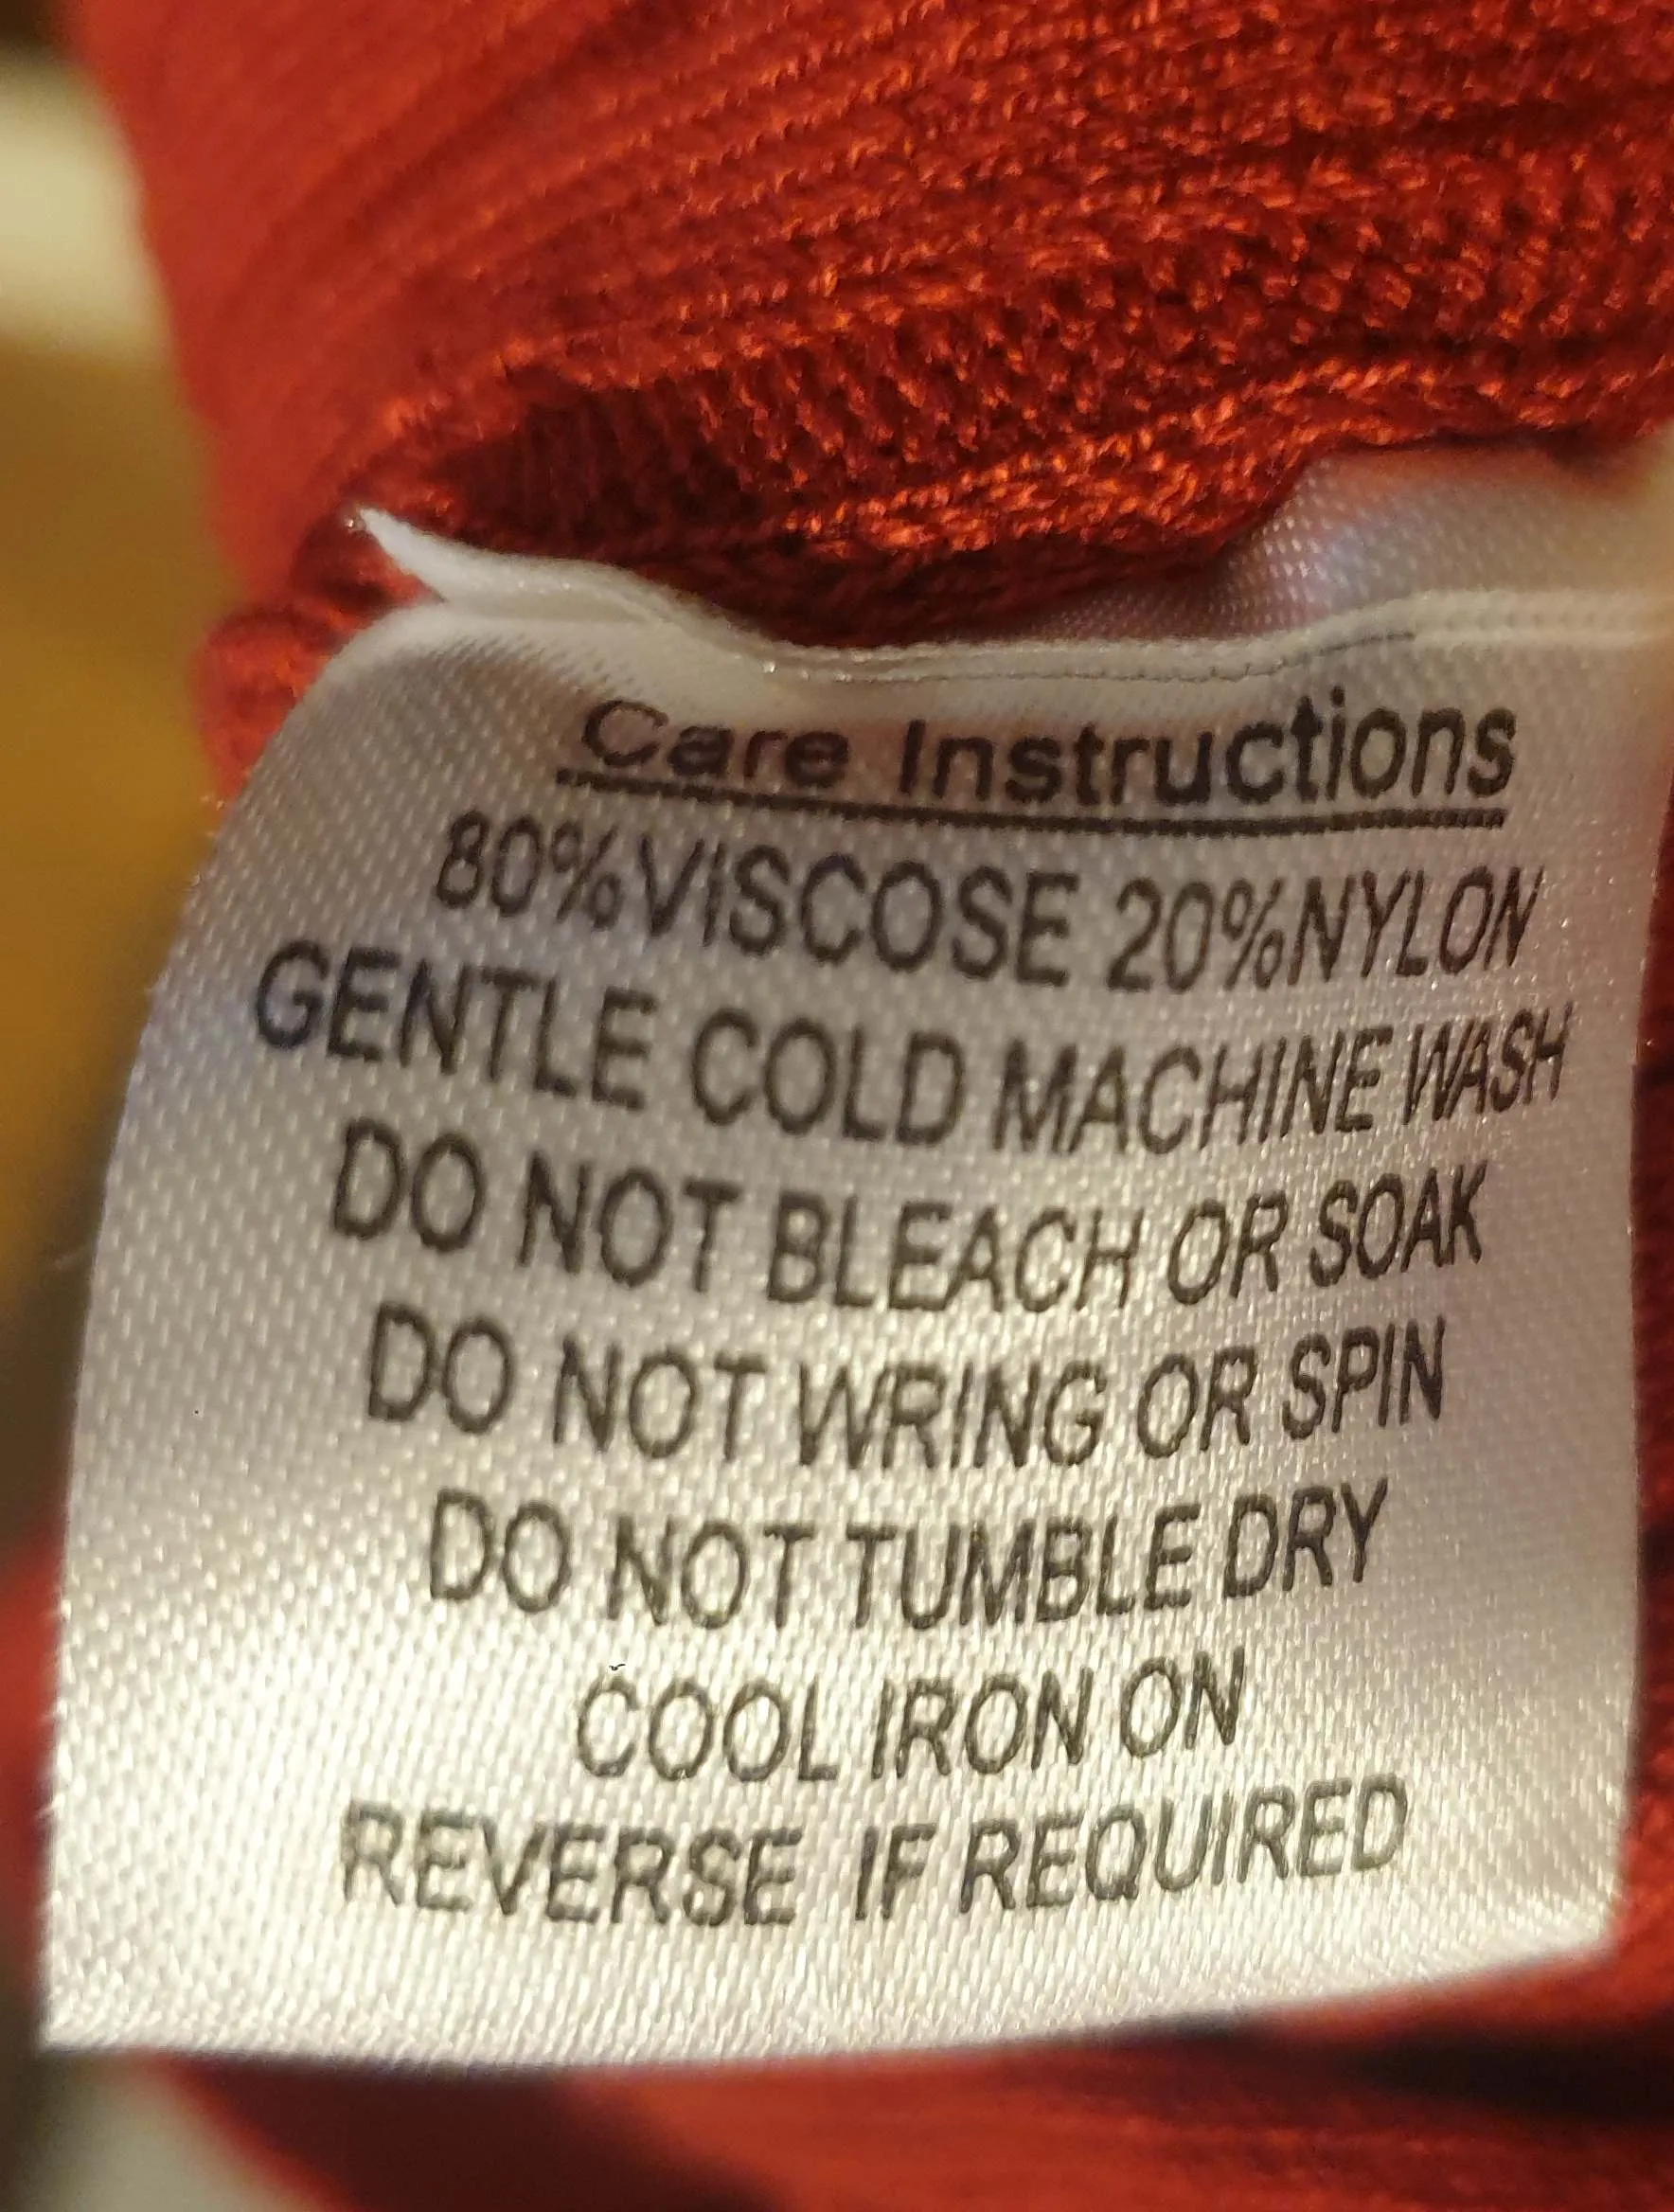 Care Instructions
80%VISCOSE 20%NYLON
GENTLE COLD MACHINE WASH
DO NOT BLEACH OR SOAK
DO NOT WRING OR SPIN
DO NOT TUMBLE DRY
COOL IRON ON
REVERSE IF REQUIRED